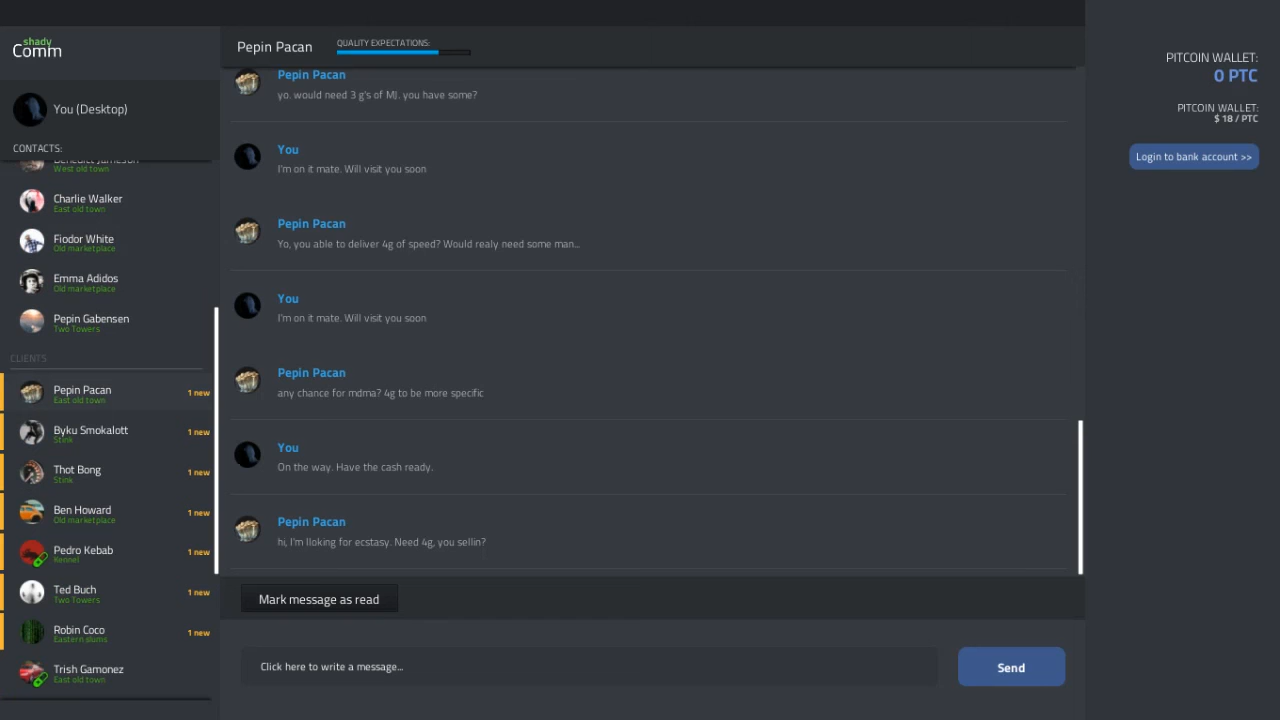 shady
Comm
You (Desktop)
CONTACTS:
West old town
Charlie Walker
East old town
Fiodor White
Old marketplace
Emma Adidos
Old marketplace
Pepin Gabensen
Two Towers
CLIENTS
Pepin Pacan
East old town
1 new
Byku Smokalott
Stink
1 new
Thot Bong
Stink
1 new
Ben Howard
Old marketplace
1 new
Pedro Kebab
Kennel
1 new
Ted Buch
Two Towers
1 new
Robin Coco
Eastern slums
1 new
Trish Gamonez
East old town
Pepin Pacan
QUALITY EXPECTATIONS:
Pepin Pacan
yo. would need 3 g's of MJ. you have some?
You
I'm on it mate. Will visit you soon
Pepin Pacan
Yo, you able to deliver 4g of speed? Would realy need some man...
You
I'm on it mate. Will visit you soon
Pepin Pacan
any chance for mdma? 4g to be more specific
You
On the way. Have the cash ready.
Pepin Pacan
hi, I'm lloking for ecstasy. Need 4g, you sellin?
Mark message as read
Click here to write a message...
Send
PITCOIN WALLET:
0 PTC
PITCOIN WALLET:
$ 18 / PTC
Login to bank account >>